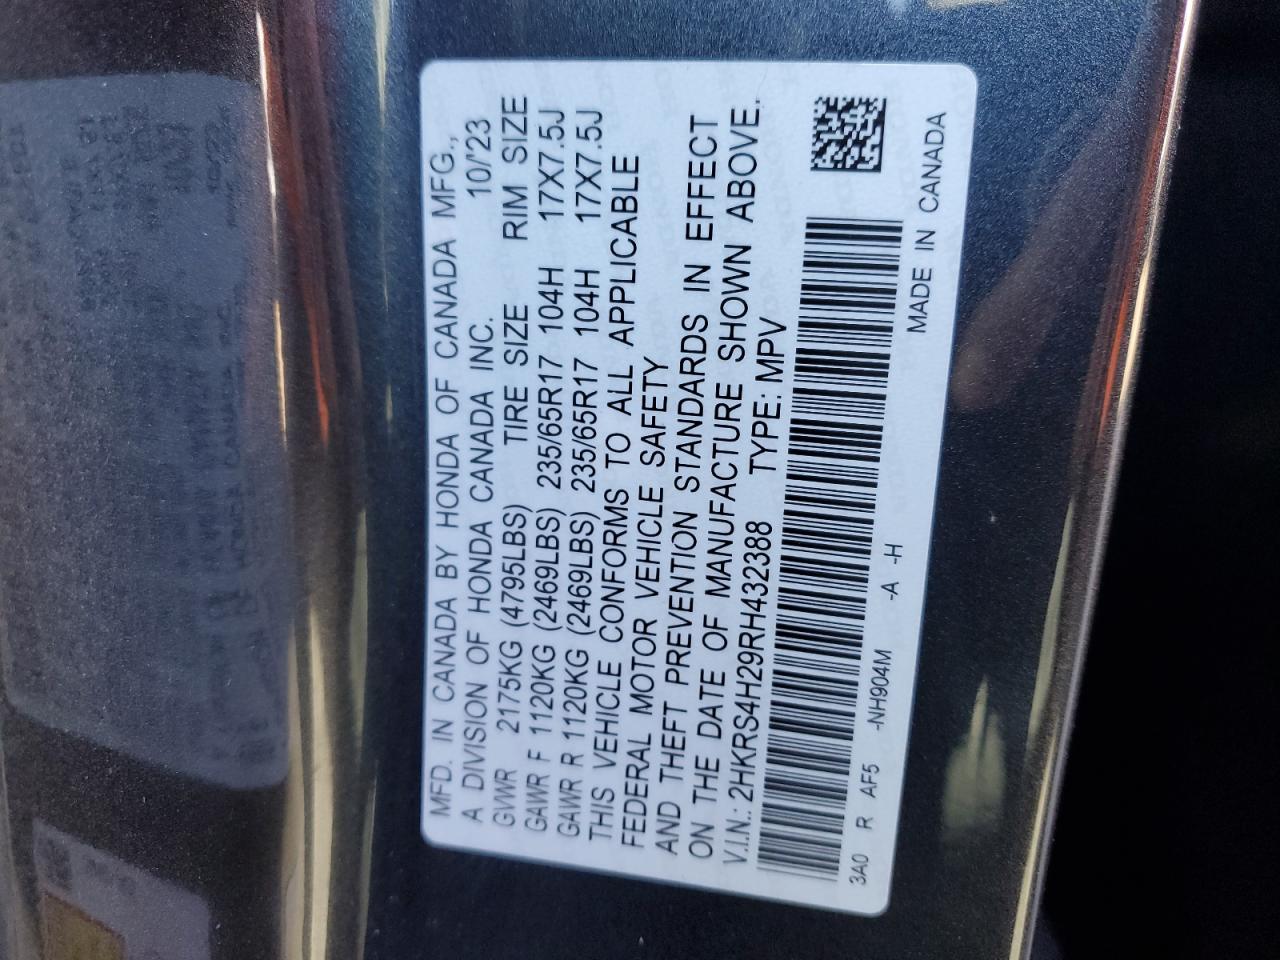 MFD. IN CANADA BY HONDA OF CANADA MFG.,
A DIVISION OF HONDA CANADA INC. 10/'23
GVWR 2175KG (4795LBS) TIRE SIZE RIM SIZE
GAWR F 1120KG (2469LBS) 235/65R17 104H 17X7.5J
GAWR R 1120KG (2469LBS) 235/65R17 104H 17X7.5J
THIS VEHICLE CONFORMS TO ALL APPLICABLE
FEDERAL MOTOR VEHICLE SAFETY
AND THEFT PREVENTION STANDARDS IN EFFECT
ON THE DATE OF MANUFACTURE SHOWN ABOVE.
V.I.N.: 2HKRS4H29RH432388 TYPE: MPV
3A0 R AF5 -NH904M -A -H MADE IN CANADA